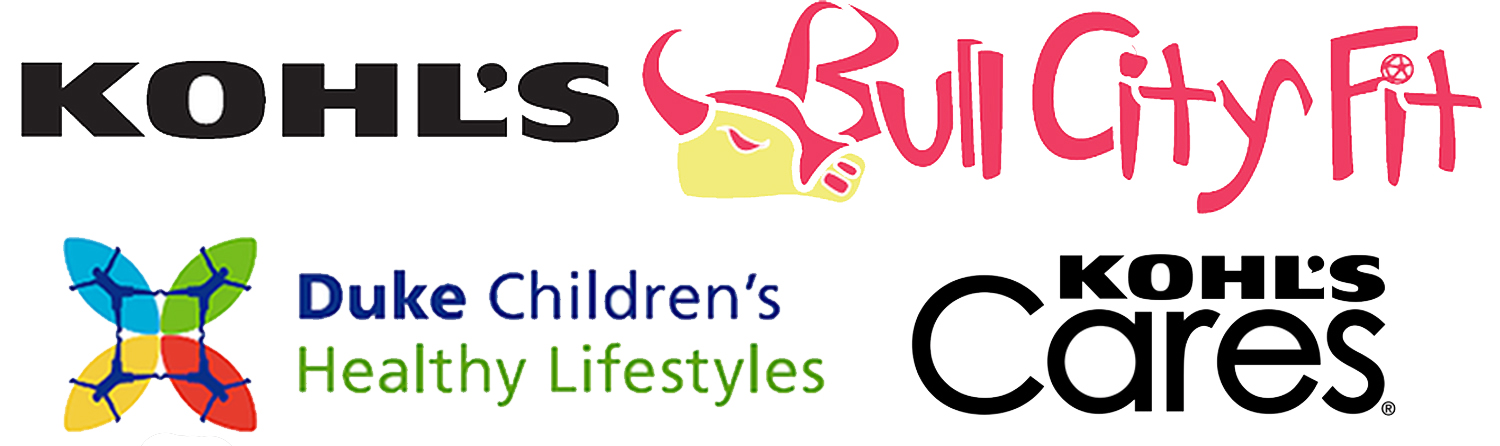 KOHL'S
Bull City Fit
Duke Children's
Healthy Lifestyles
KOHL'S
Cares®